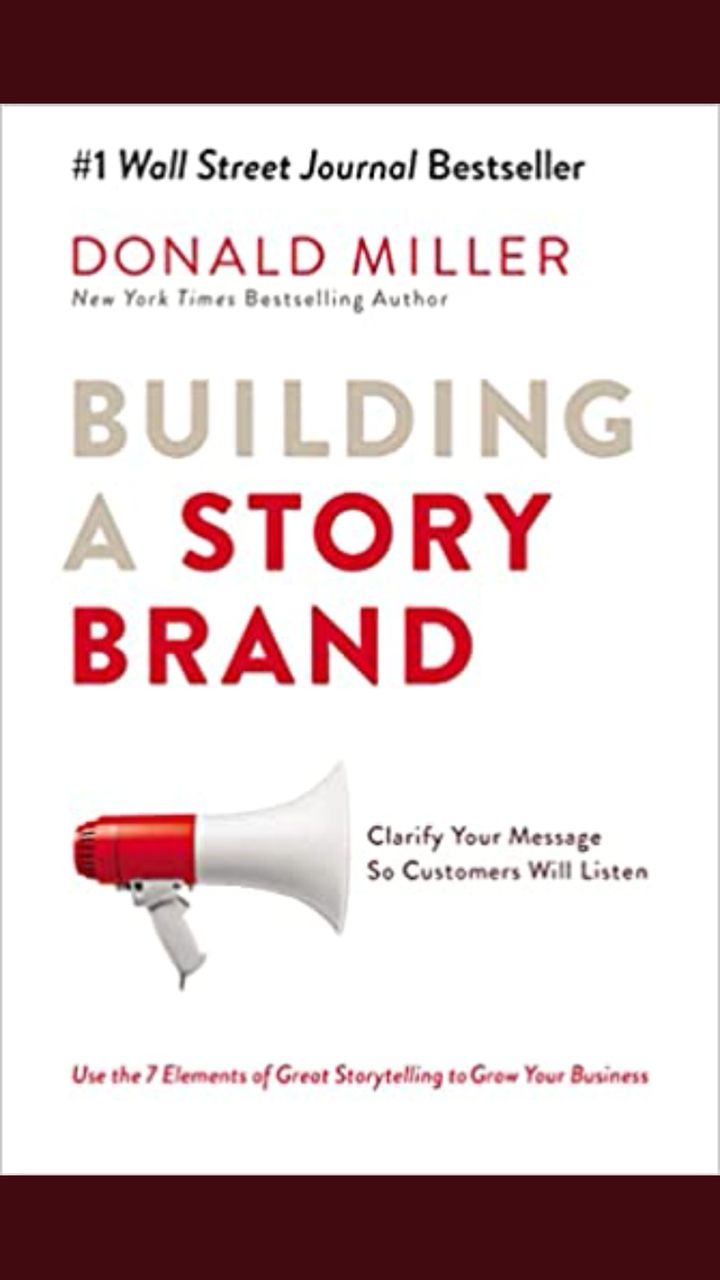 #1 Wall Street Journal Bestseller
DONALD MILLER
New York Times Bestselling Author
BUILDING
A STORY
BRAND
Clarify Your Message
So Customers Will Listen
Use the 7 Elements of Great Storytelling to Grow Your Business